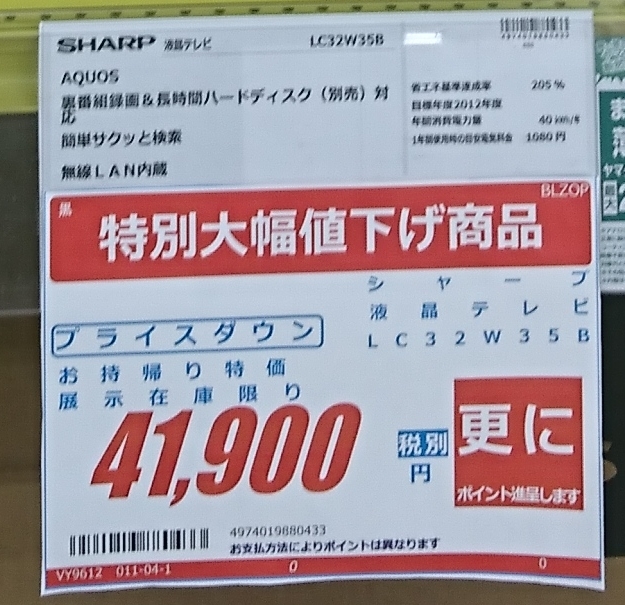 SHARP 液晶テレビ LC32W35B
AQUOS
裏番組録画&長時間ハードディスク(別売)対
応
簡単サクッと検索
無線LAN内蔵
省エネ基準達成率 205%
目標年度2012年度
年間消費電力量 40 kWh/年
1年間使用時の目安電気料金 1080円
黒 BLZOP
特別大幅値下げ商品
シャープ
液晶テレビ
LC32W35B
プライスダウン
お持帰り特価
展示在庫限り
41,900
税別
円
更に
ポイント進呈します
4974019880433
お支払方法によりポイントは異なります
VY9612 011-04-1 0 0